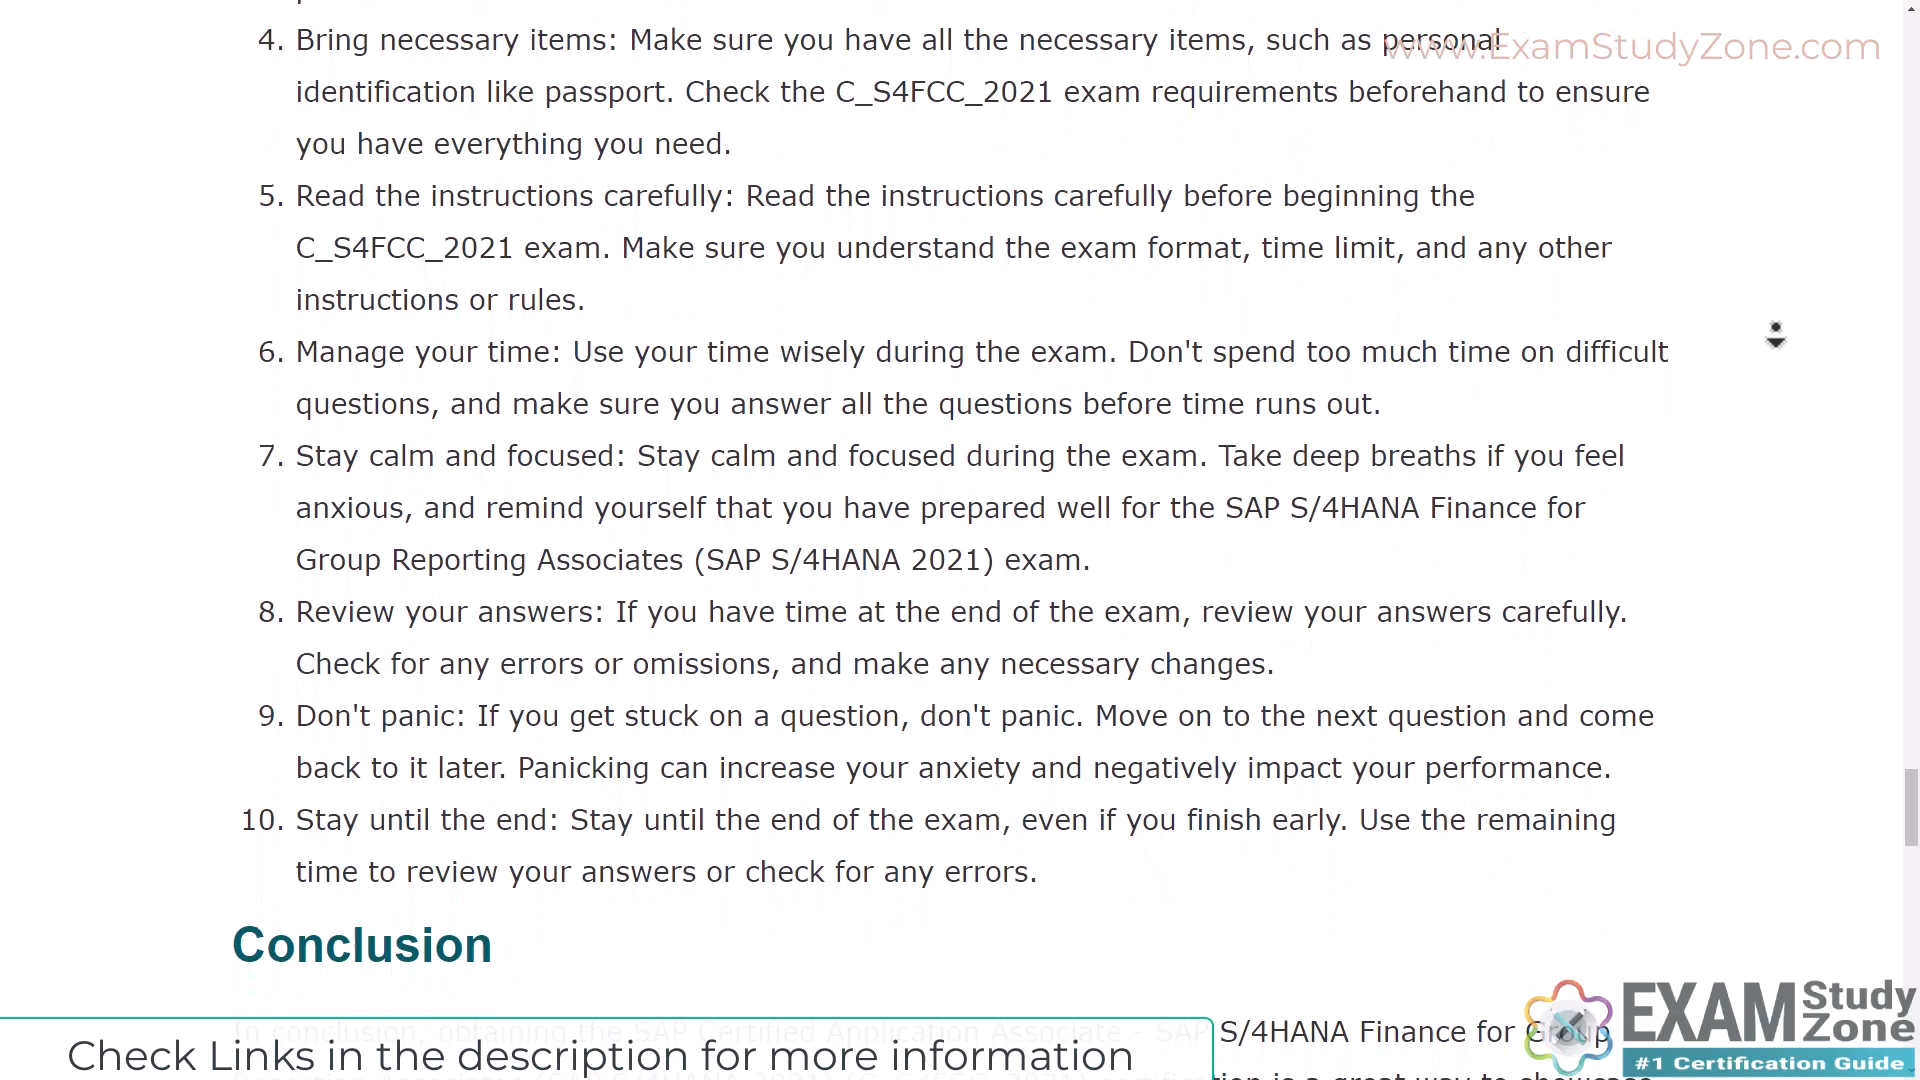 4. Bring necessary items: Make sure you have all the necessary items, such as personal
www.ExamStudyZone.com
identification like passport. Check the C_S4FCC_2021 exam requirements beforehand to ensure
you have everything you need.
5. Read the instructions carefully: Read the instructions carefully before beginning the
C_S4FCC_2021 exam. Make sure you understand the exam format, time limit, and any other
instructions or rules.
6. Manage your time: Use your time wisely during the exam. Don't spend too much time on difficult
questions, and make sure you answer all the questions before time runs out.
7. Stay calm and focused: Stay calm and focused during the exam. Take deep breaths if you feel
anxious, and remind yourself that you have prepared well for the SAP S/4HANA Finance for
Group Reporting Associates (SAP S/4HANA 2021) exam.
8. Review your answers: If you have time at the end of the exam, review your answers carefully.
Check for any errors or omissions, and make any necessary changes.
9. Don't panic: If you get stuck on a question, don't panic. Move on to the next question and come
back to it later. Panicking can increase your anxiety and negatively impact your performance.
10. Stay until the end: Stay until the end of the exam, even if you finish early. Use the remaining
time to review your answers or check for any errors.
Conclusion
In conclusion, obtaining the SAP Certified Application Associate - SAP S/4HANA Finance for Group
Check Links in the description for more information
EXAM Study Zone
#1 Certification Guide